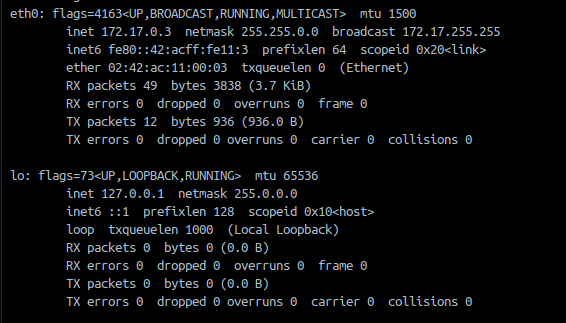 eth0: flags=4163<UP,BROADCAST,RUNNING,MULTICAST>  mtu 1500
        inet 172.17.0.3  netmask 255.255.0.0  broadcast 172.17.255.255
        inet6 fe80::42:acff:fe11:3  prefixlen 64  scopeid 0x20<link>
        ether 02:42:ac:11:00:03  txqueuelen 0  (Ethernet)
        RX packets 49  bytes 3838 (3.7 KiB)
        RX errors 0  dropped 0  overruns 0  frame 0
        TX packets 12  bytes 936 (936.0 B)
        TX errors 0  dropped 0 overruns 0  carrier 0  collisions 0

lo: flags=73<UP,LOOPBACK,RUNNING>  mtu 65536
        inet 127.0.0.1  netmask 255.0.0.0
        inet6 ::1  prefixlen 128  scopeid 0x10<host>
        loop  txqueuelen 1000  (Local Loopback)
        RX packets 0  bytes 0 (0.0 B)
        RX errors 0  dropped 0  overruns 0  frame 0
        TX packets 0  bytes 0 (0.0 B)
        TX errors 0  dropped 0 overruns 0  carrier 0  collisions 0